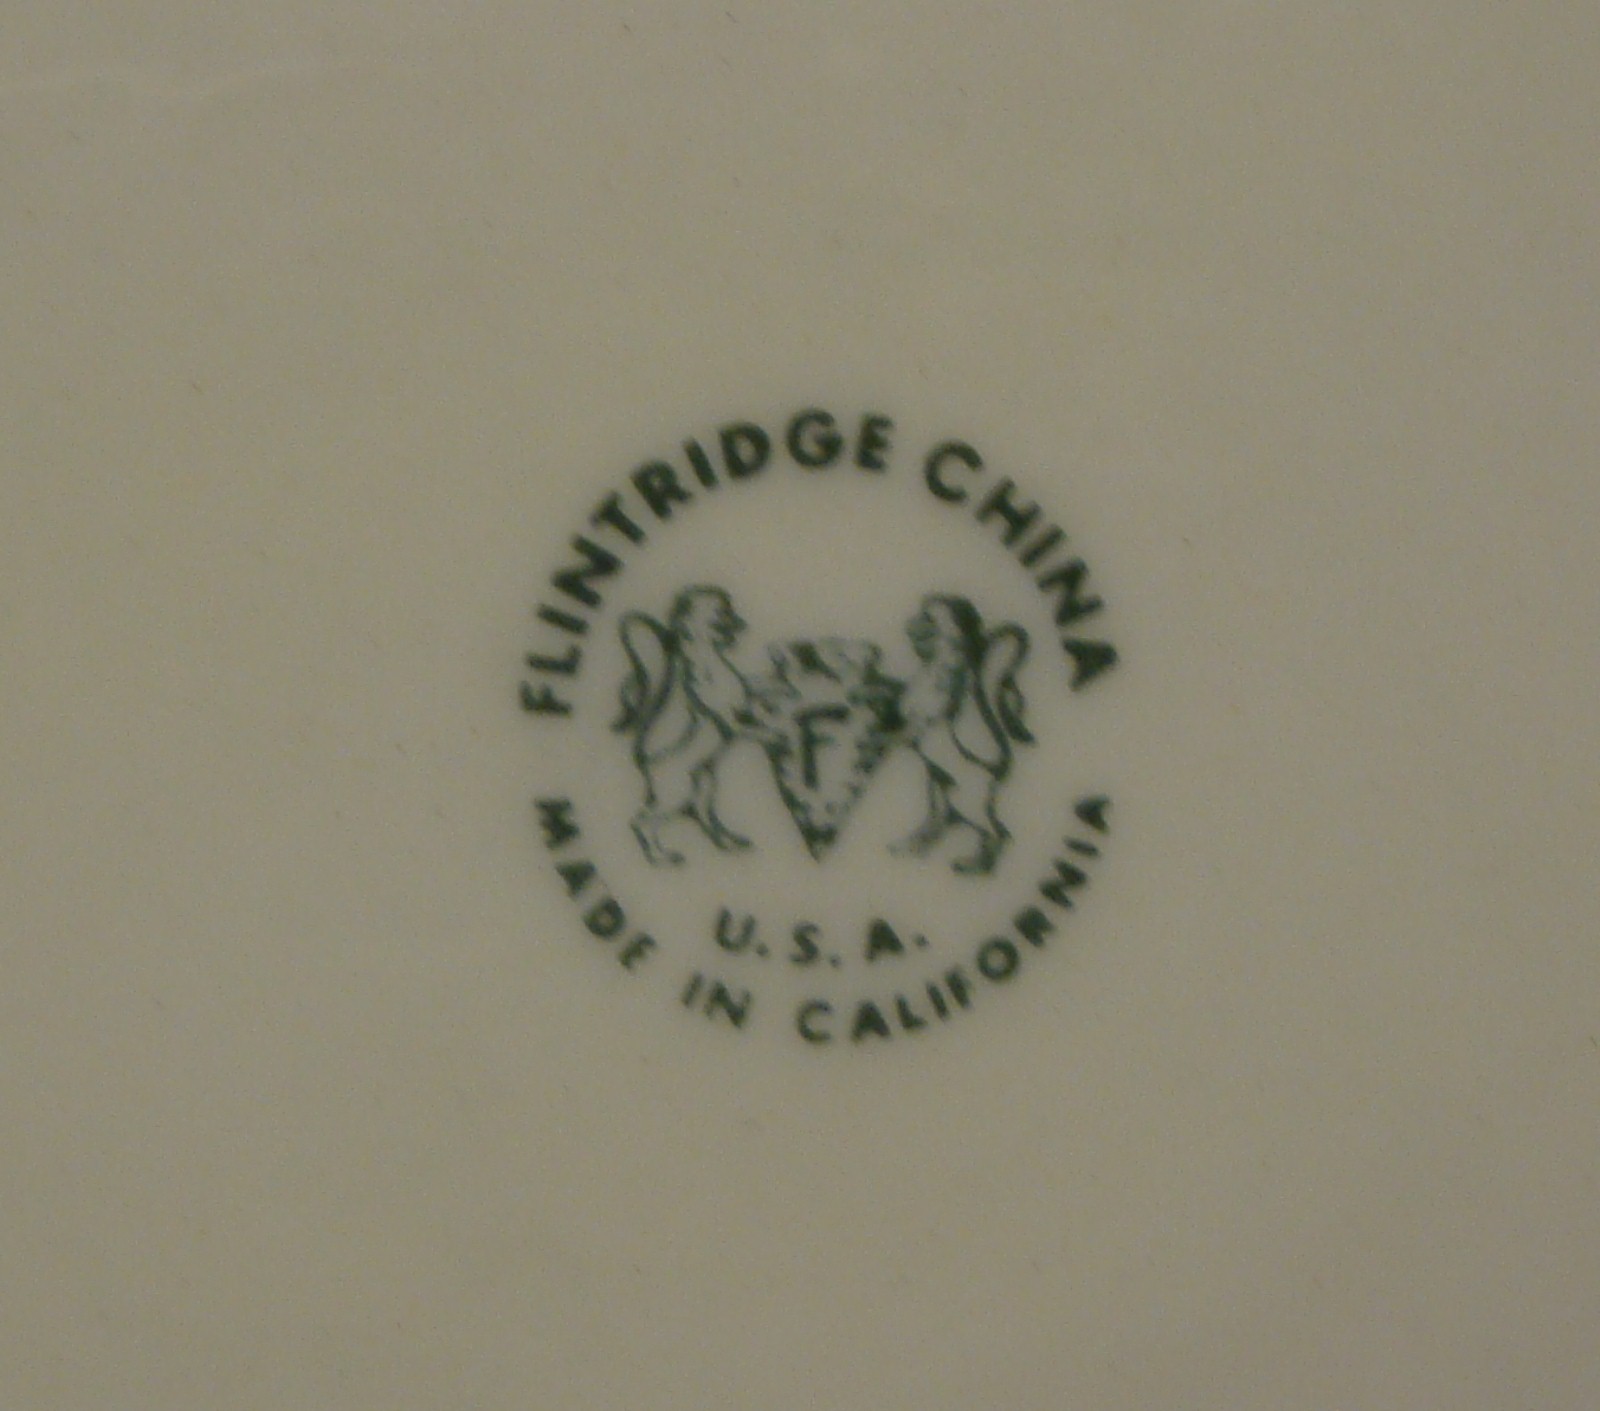 FLINTRIDGE CHINA
F
U.S.A.
MADE IN CALIFORNIA